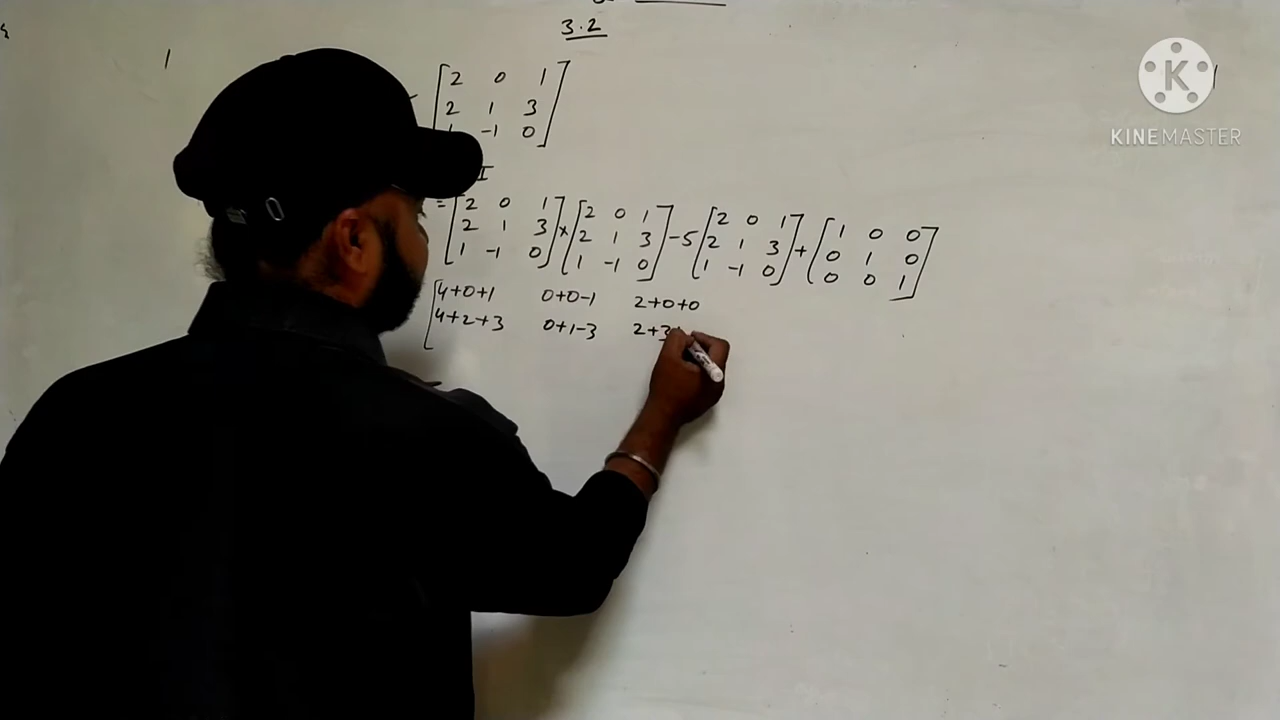 3.2
2 0 1
2 1 3
-1 0
I
= [2 0 1] × [2 0 1] - 5 [2 0 1] + [1 0 0]
[2 1 3] [2 1 3] [2 1 3] [0 1 0]
[1 -1 0] [1 -1 0] [1 -1 0] [0 0 1]
4+0+1 0+0-1 2+0+0
4+2+3 0+1-3 2+3
K
KINEMASTER